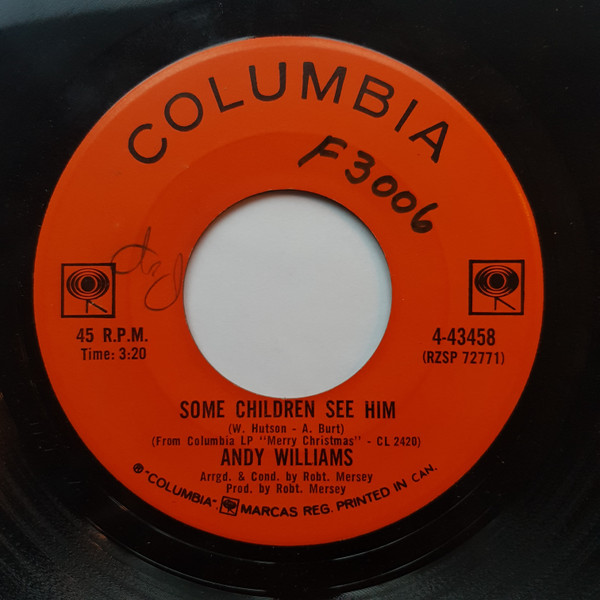 COLUMBIA
F3006
45 R.P.M.
Time: 3:20
4-43458
(RZSP 72771)
SOME CHILDREN SEE HIM
(W. Hutson - A. Burt)
(From Columbia LP "Merry Christmas" - CL 2420)
ANDY WILLIAMS
Arrgd. & Cond. by Robt. Mersey
Prod. by Robt. Mersey
® "COLUMBIA", MARCAS REG. PRINTED IN CAN.